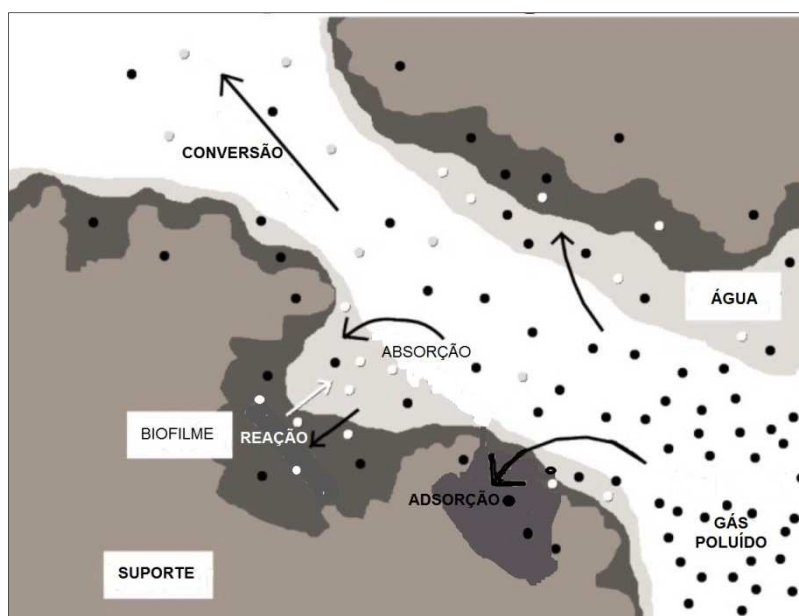 CONVERSÃO
ÁGUA
ABSORÇÃO
BIOFILME
REAÇÃO
ADSORÇÃO
GÁS
POLUÍDO
SUPORTE